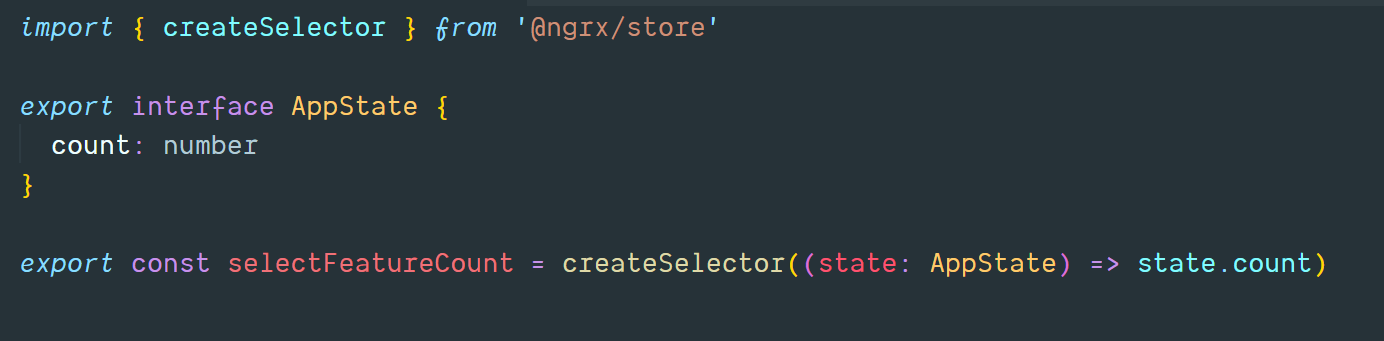 import { createSelector } from '@ngrx/store'
export interface AppState {
count: number
}
export const selectFeatureCount = createSelector((state: AppState) => state.count)